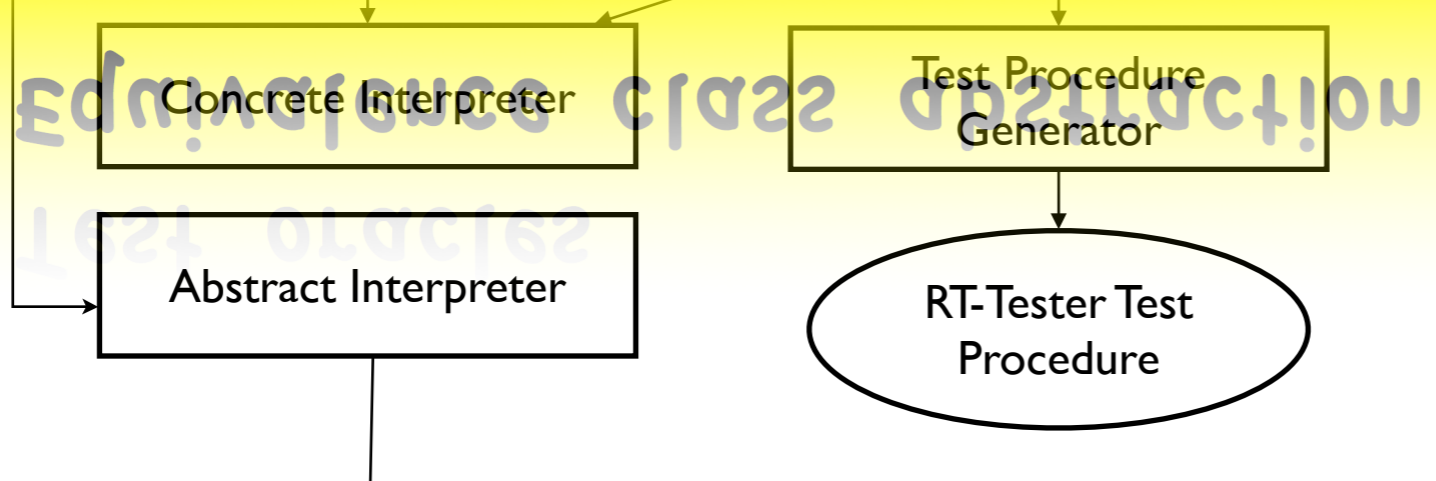 Concrete Interpreter
Test Procedure
Generator
Equivalence class abstraction
Test oracles
Abstract Interpreter
RT-Tester Test
Procedure